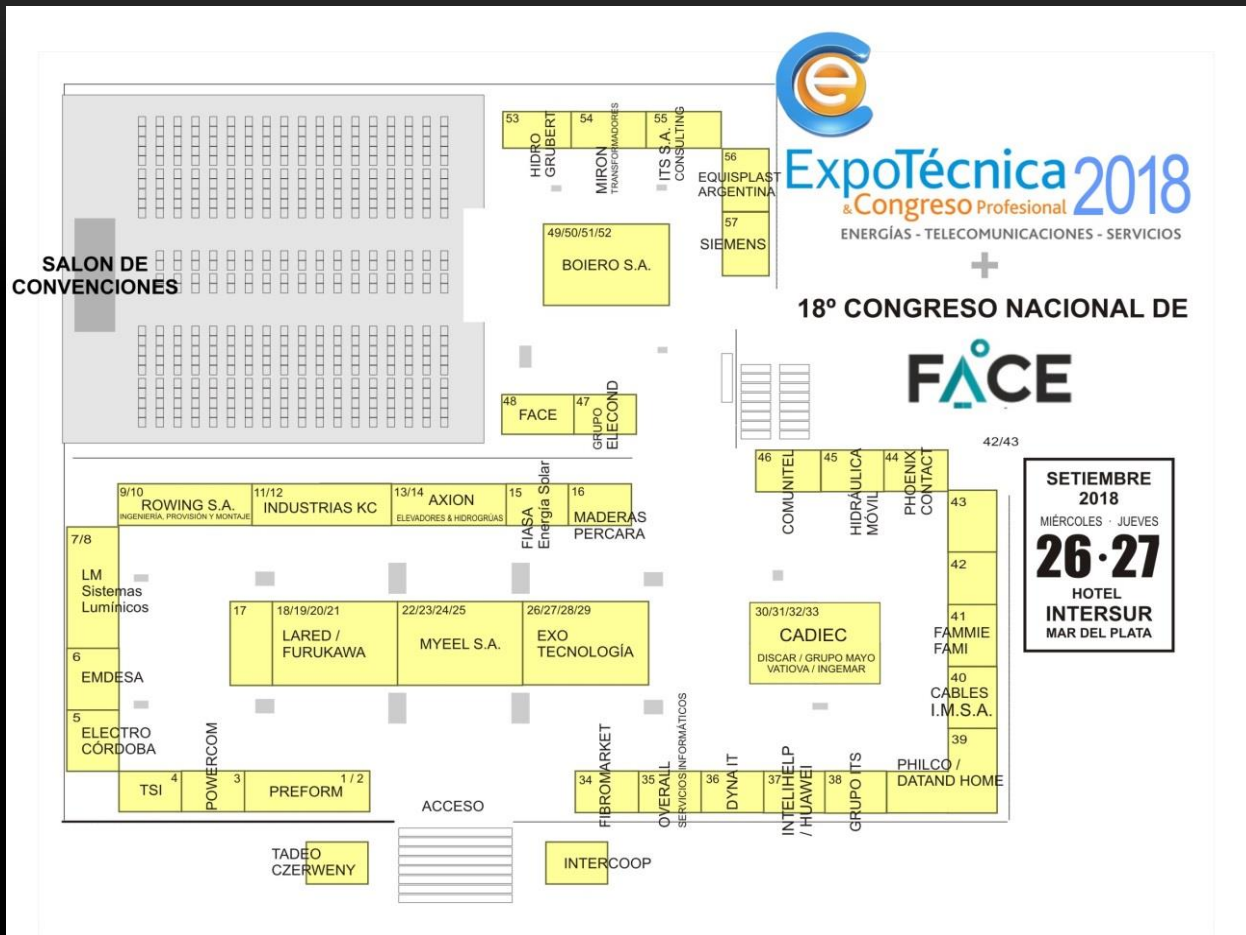 ExpoTécnica 2018
& Congreso Profesional
ENERGÍAS - TELECOMUNICACIONES - SERVICIOS
+
18º CONGRESO NACIONAL DE
FACE
42/43
SETIEMBRE
2018
MIÉRCOLES · JUEVES
26·27
HOTEL
INTERSUR
MAR DEL PLATA
SALON DE
CONVENCIONES
53
HIDRO
GRUBERT
54
MIRON
TRANSFORMADORES
55
ITS S.A.
CONSULTING
56
EQUISPLAST
ARGENTINA
57
SIEMENS
49/50/51/52
BOIERO S.A.
48
FACE
47
GRUPO
ELECOND
46
COMUNITEL
45
HIDRÁULICA
MÓVIL
44
PHOENIX
CONTACT
9/10
ROWING S.A.
INGENIERÍA, PROVISIÓN Y MONTAJE
11/12
INDUSTRIAS KC
13/14
AXION
ELEVADORES & HIDROGRÚAS
15
FIASA
Energía Solar
16
MADERAS
PERCARA
43
42
41
FAMMIE
FAMI
40
CABLES
I.M.S.A.
39
PHILCO /
DATAND HOME
7/8
LM
Sistemas
Lumínicos
6
EMDESA
5
ELECTRO
CÓRDOBA
17
18/19/20/21
LARED /
FURUKAWA
22/23/24/25
MYEEL S.A.
26/27/28/29
EXO
TECNOLOGÍA
30/31/32/33
CADIEC
DISCAR / GRUPO MAYO
VATIOVA / INGEMAR
4
TSI
3
POWERCOM
1 / 2
PREFORM
ACCESO
34
FIBROMARKET
35
OVERALL
SERVICIOS INFORMÁTICOS
36
DYNA IT
37
INTELIHELP
/ HUAWEI
38
GRUPO ITS
TADEO
CZERWENY
INTERCOOP